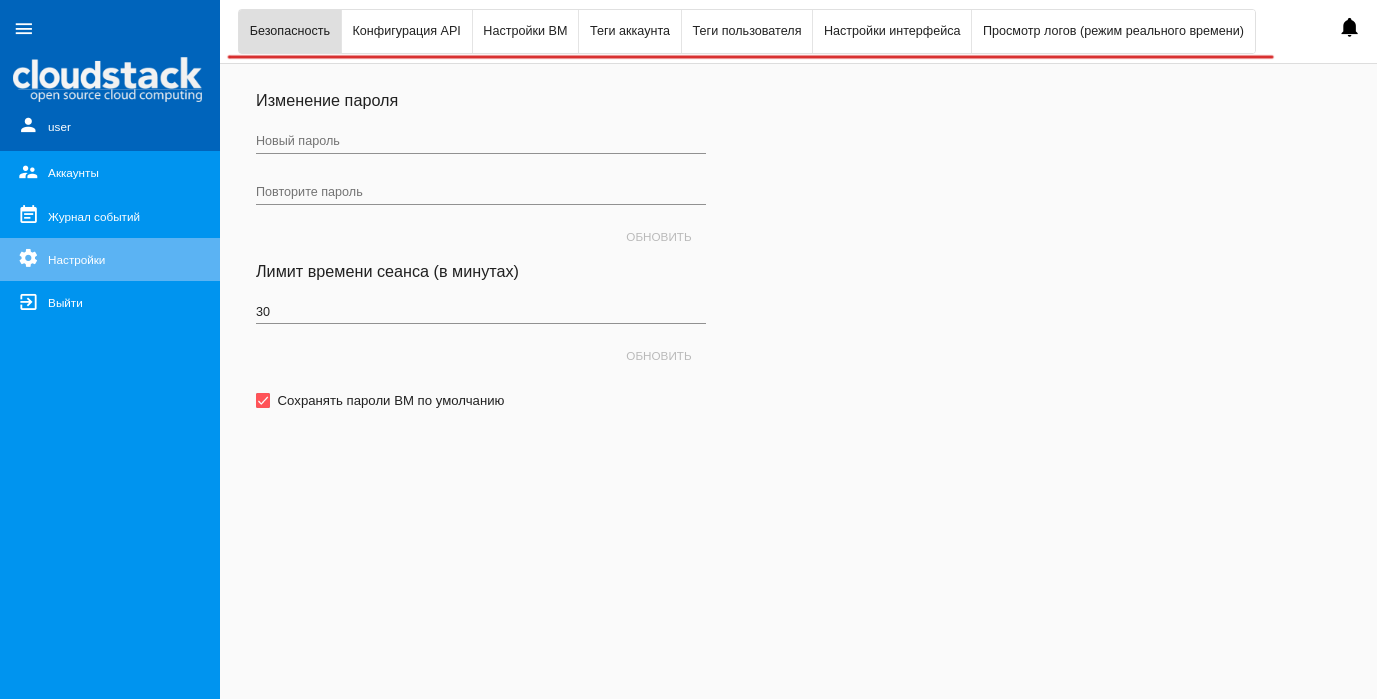 Безопасность Конфигурация API Настройки ВМ Теги аккаунта Теги пользователя Настройки интерфейса Просмотр логов (режим реального времени)
cloudstack
open source cloud computing
user
Аккаунты
Журнал событий
Настройки
Выйти
Изменение пароля
Новый пароль
Повторите пароль
ОБНОВИТЬ
Лимит времени сеанса (в минутах)
30
ОБНОВИТЬ
Сохранять пароли ВМ по умолчанию